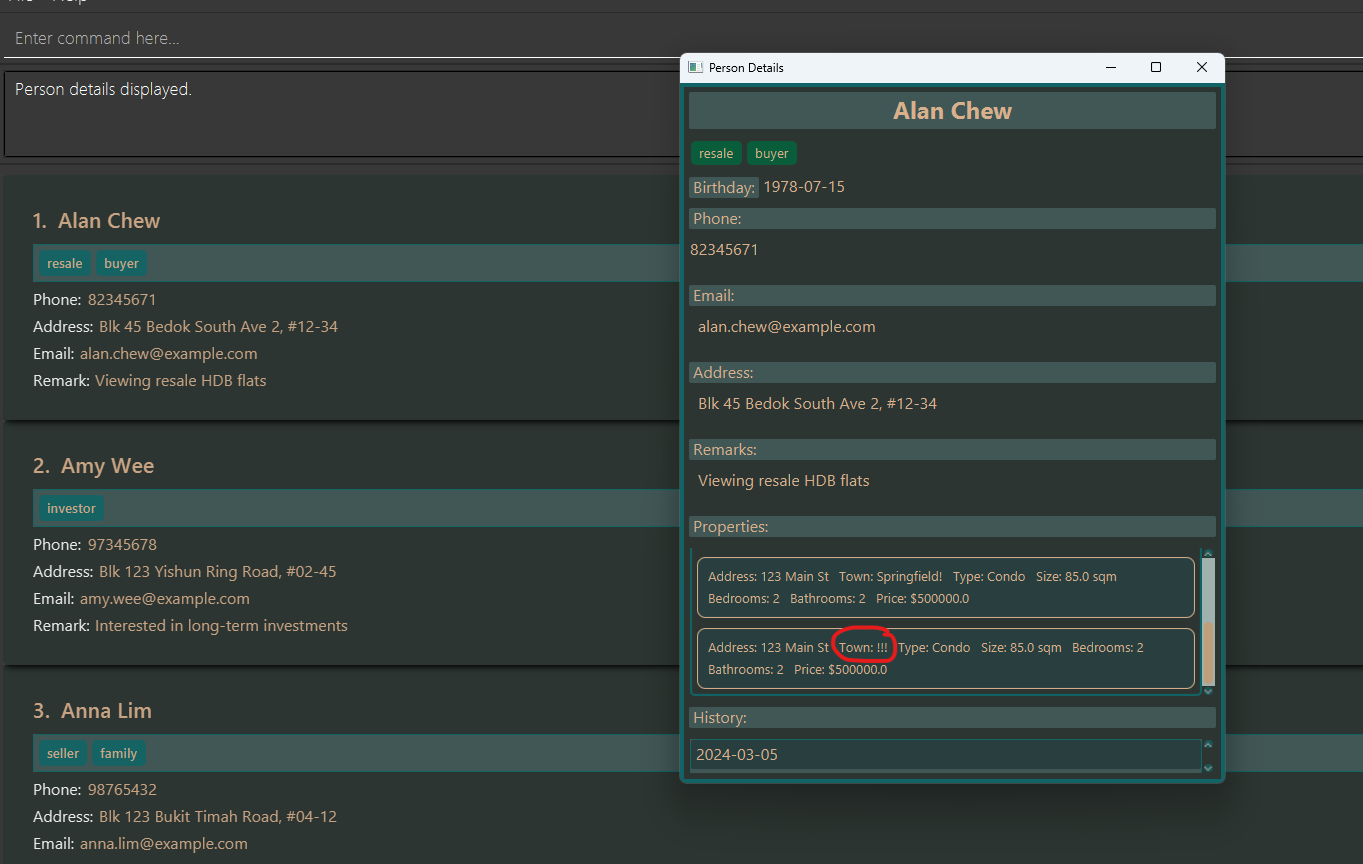 File Help
Enter command here...
Person details displayed.
1. Alan Chew
resale buyer
Phone: 82345671
Address: Blk 45 Bedok South Ave 2, #12-34
Email: alan.chew@example.com
Remark: Viewing resale HDB flats
2. Amy Wee
investor
Phone: 97345678
Address: Blk 123 Yishun Ring Road, #02-45
Email: amy.wee@example.com
Remark: Interested in long-term investments
3. Anna Lim
seller family
Phone: 98765432
Address: Blk 123 Bukit Timah Road, #04-12
Email: anna.lim@example.com
Person Details
Alan Chew
resale buyer
Birthday: 1978-07-15
Phone:
82345671
Email:
alan.chew@example.com
Address:
Blk 45 Bedok South Ave 2, #12-34
Remarks:
Viewing resale HDB flats
Properties:
Address: 123 Main St Town: Springfield! Type: Condo Size: 85.0 sqm
Bedrooms: 2 Bathrooms: 2 Price: $500000.0
Address: 123 Main St Town: !!! Type: Condo Size: 85.0 sqm Bedrooms: 2
Bathrooms: 2 Price: $500000.0
History:
2024-03-05